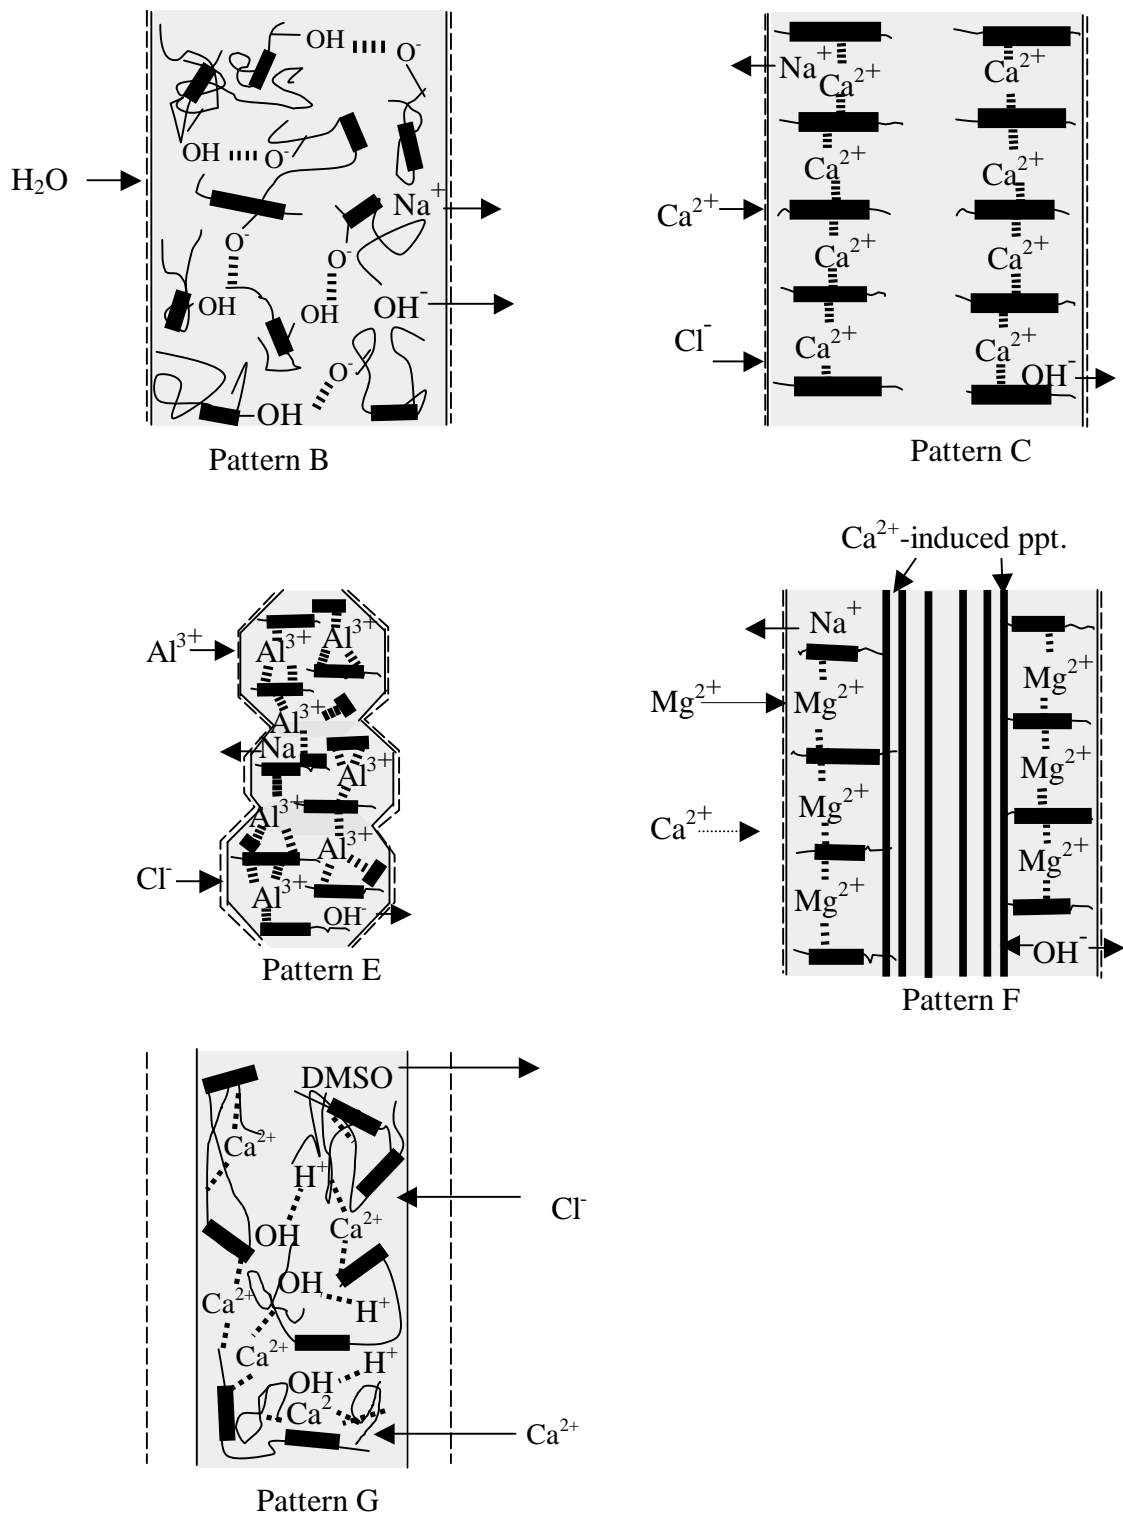 OH
O⁻
OH
O⁻
H₂O
Na⁺
O⁻
O⁻
OH
OH
OH⁻
O⁻
OH
Pattern B
Na⁺
Ca²⁺
Ca²⁺
Ca²⁺
Ca²⁺
Ca²⁺
Ca²⁺
Ca²⁺
Cl⁻
Ca²⁺
Ca²⁺
OH⁻
Pattern C
Al³⁺
Al³⁺
Al³⁺
Al³⁺
Na
Al³⁺
Al³⁺
Al³⁺
Cl⁻
Al³⁺
OH⁻
Pattern E
Ca²⁺-induced ppt.
Na⁺
Mg²⁺
Mg²⁺
Mg²⁺
Mg²⁺
Ca²⁺
Mg²⁺
Mg²⁺
Mg²⁺
OH⁻
Pattern F
DMSO
Ca²⁺
H⁺
Cl⁻
OH
Ca²⁺
OH
Ca²⁺
H⁺
Ca²⁺
H⁺
OH
Ca²
Ca²⁺
Pattern G